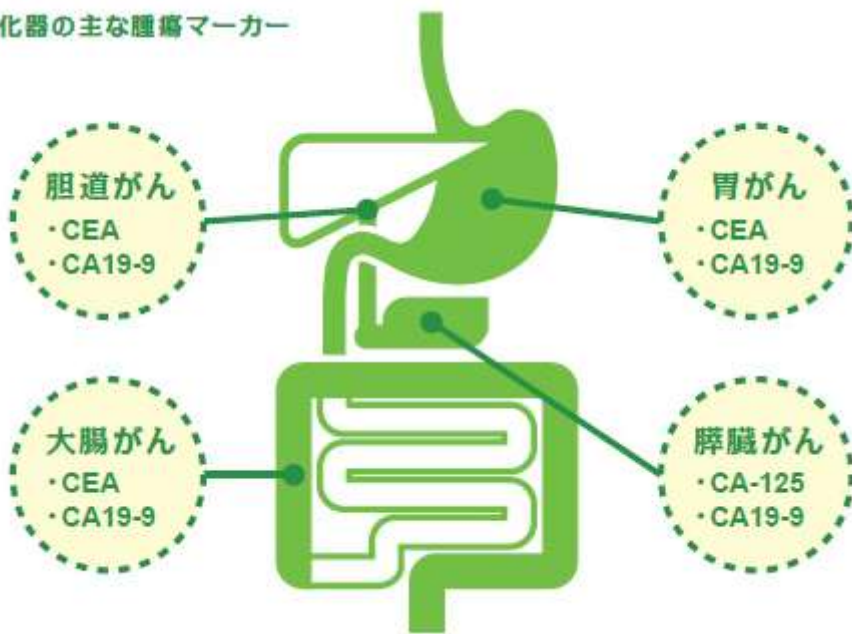 化器の主な腫瘍マーカー
胆道がん
・CEA
・CA19-9
胃がん
・CEA
・CA19-9
大腸がん
・CEA
・CA19-9
膵臓がん
・CA-125
・CA19-9